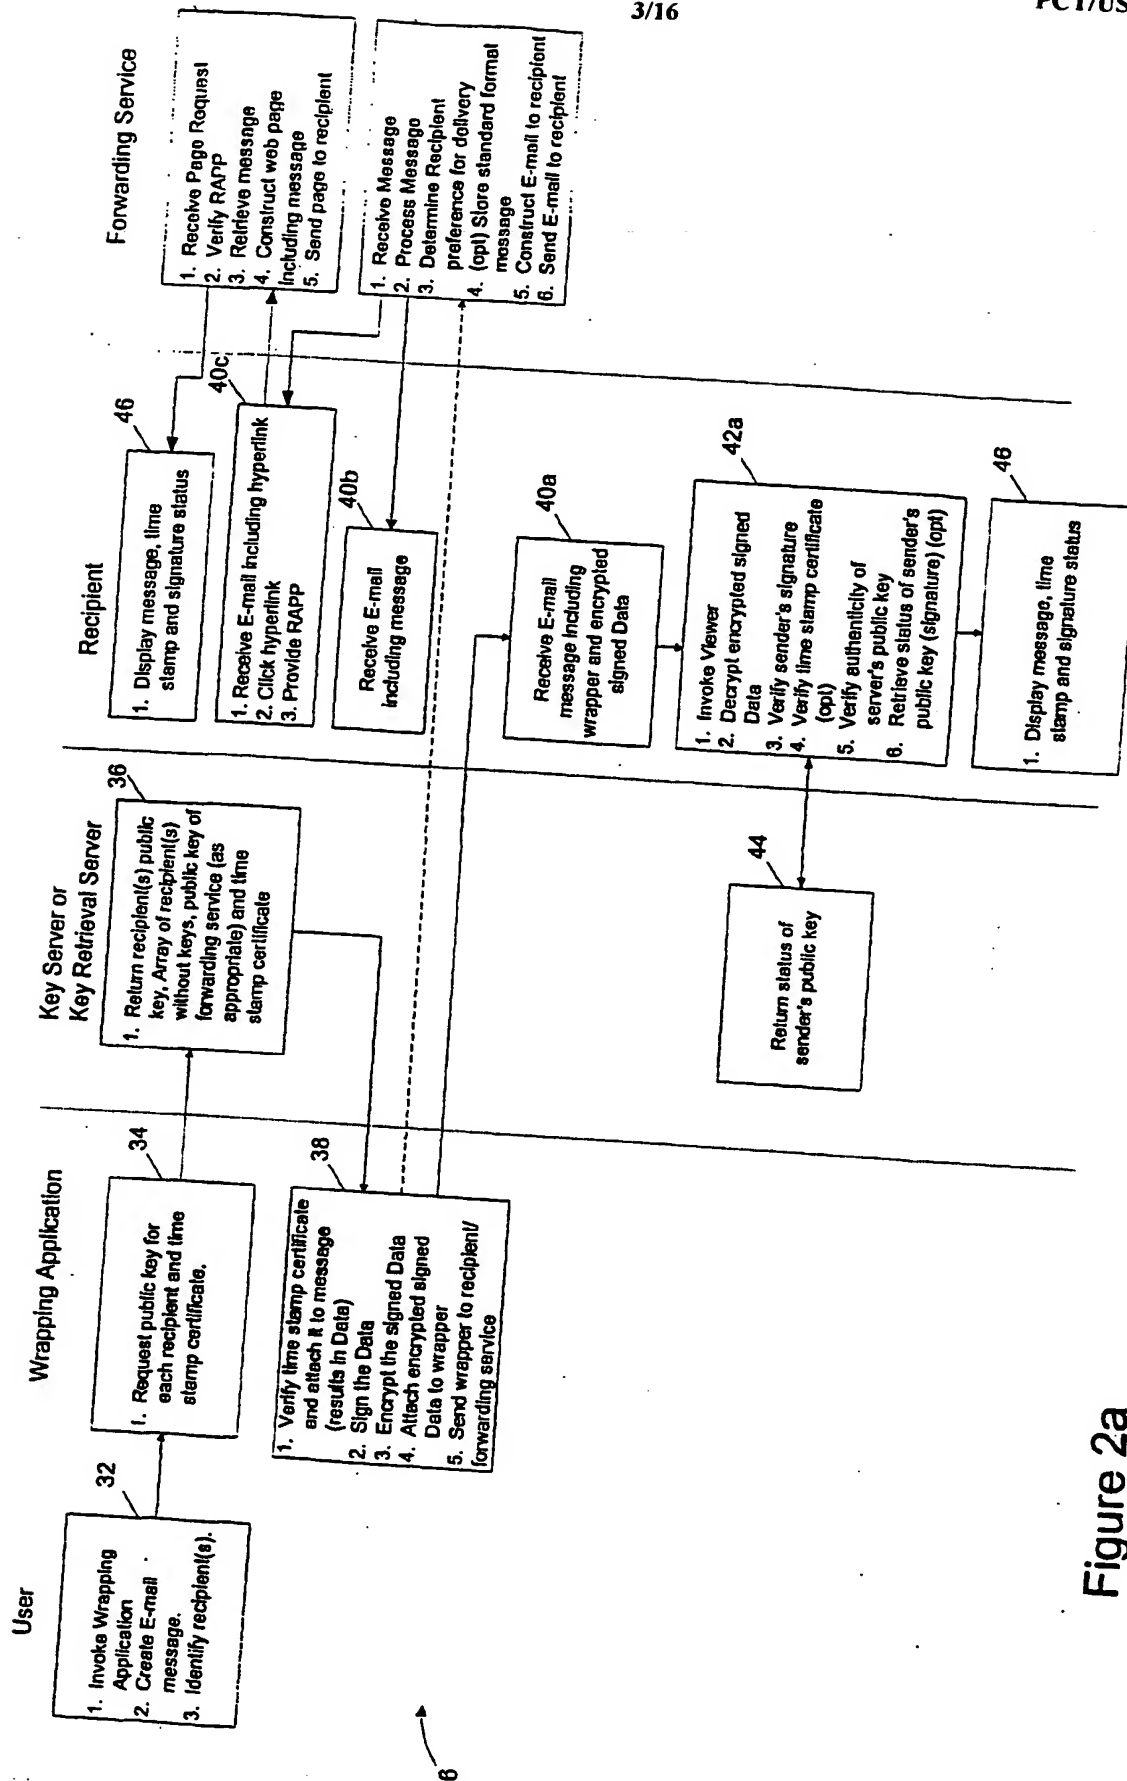 3/16
PCT/US
User
Wrapping Application
Key Server or
Key Retrieval Server
Recipient
Forwarding Service
32
1. Invoke Wrapping
Application
2. Create E-mail
message.
3. Identify recipient(s).
34
1. Request public key for
each recipient and time
stamp certificate.
36
1. Return recipient(s) public
key, Array of recipient(s)
without keys, public key of
forwarding service (as
appropriate) and time
stamp certificate
38
1. Verify time stamp certificate
and attach it to message
(results in Data)
2. Sign the Data
3. Encrypt the signed Data
4. Attach encrypted signed
Data to wrapper
5. Send wrapper to recipient/
forwarding service
46
1. Display message, time
stamp and signature status
40c
1. Receive E-mail including hyperlink
2. Click hyperlink
3. Provide RAPP
40b
Receive E-mail
including message
40a
Receive E-mail
message including
wrapper and encrypted
signed Data
42a
1. Invoke Viewer
2. Decrypt encrypted signed
Data
3. Verify sender's signature
4. Verify time stamp certificate
(opt)
5. Verify authenticity of
server's public key
6. Retrieve status of sender's
public key (signature) (opt)
44
Return status of
sender's public key
46
1. Display message, time
stamp and signature status
1. Receive Page Request
2. Verify RAPP
3. Retrieve message
4. Construct web page
including message
5. Send page to recipient
1. Receive Message
2. Process Message
3. Determine Recipient
preference for delivery
4. (opt) Store standard format
message
5. Construct E-mail to recipient
6. Send E-mail to recipient
6
Figure 2a